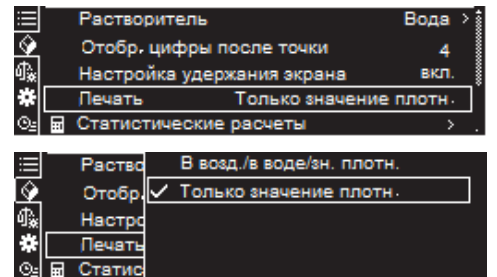 Растворитель Вода >
Отобр. цифры после точки 4
Настройка удержания экрана вкл.
Печать Только значение плотн.
Статистические расчеты >
Раство В возд./в воде/зн. плотн.
Отобр. ✓ Только значение плотн.
Настро
Печать
Статис